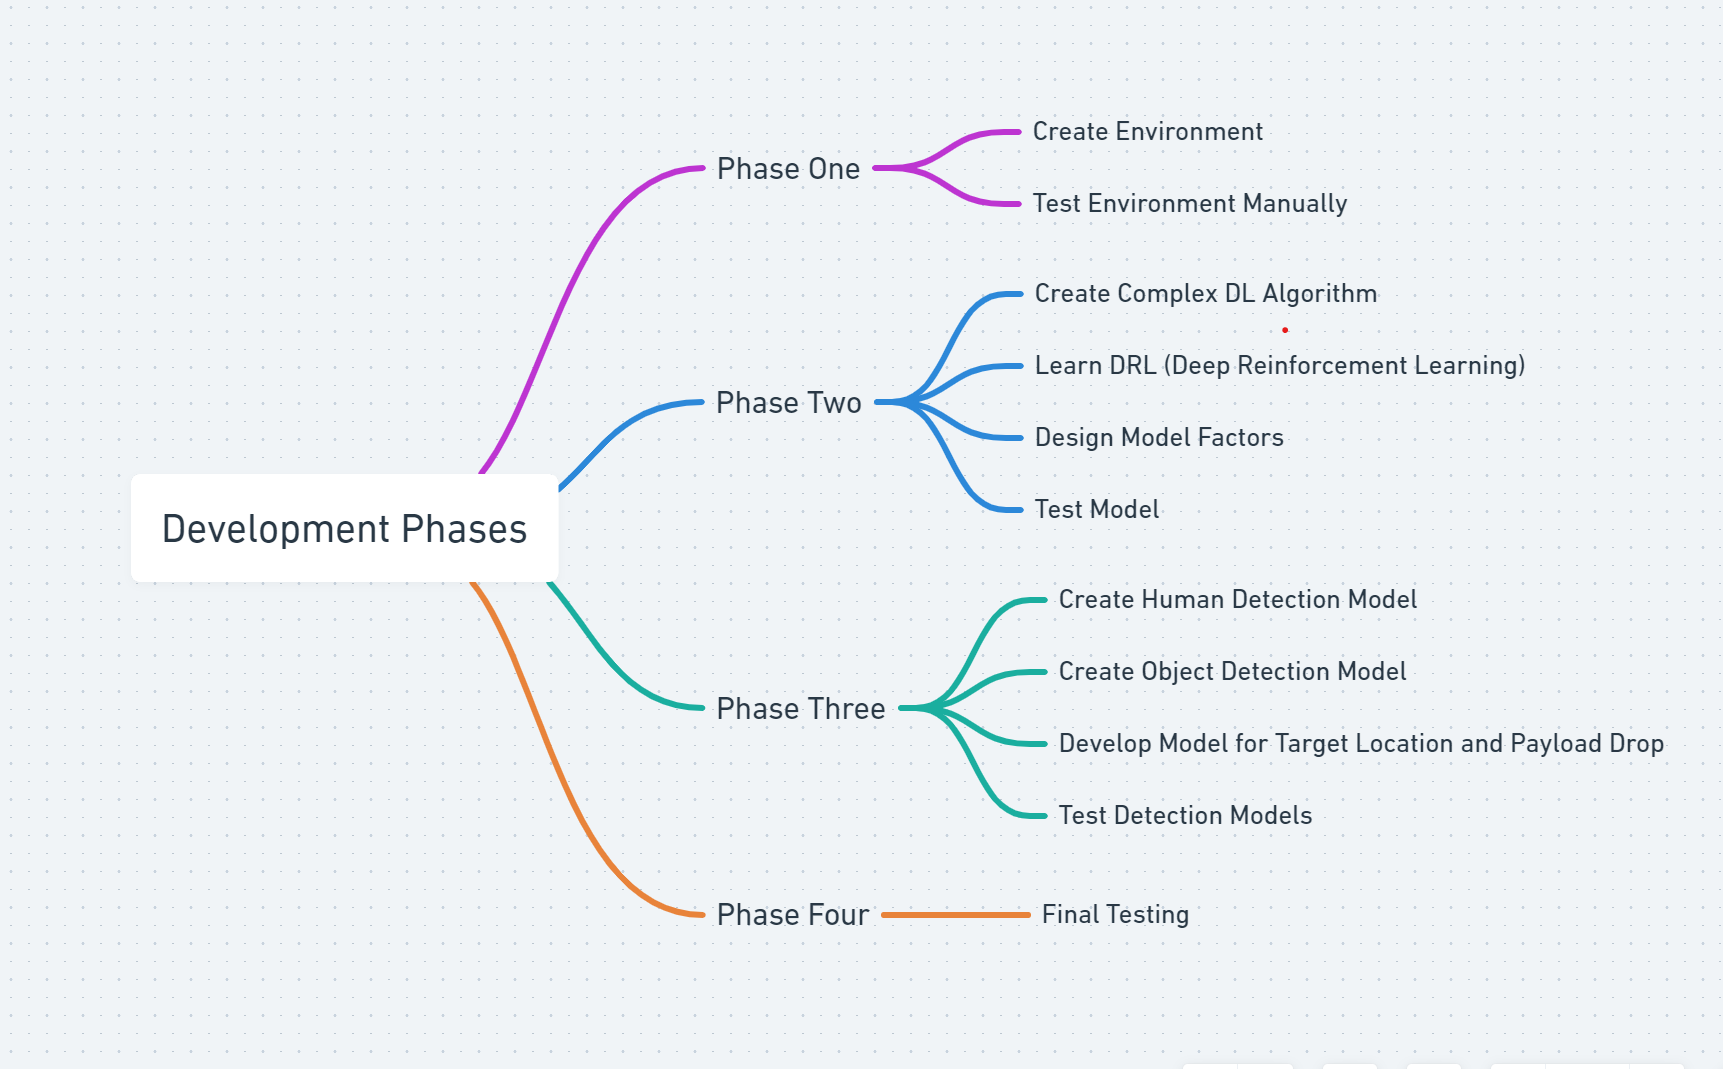 Development Phases
Phase One
Create Environment
Test Environment Manually
Phase Two
Create Complex DL Algorithm
Learn DRL (Deep Reinforcement Learning)
Design Model Factors
Test Model
Phase Three
Create Human Detection Model
Create Object Detection Model
Develop Model for Target Location and Payload Drop
Test Detection Models
Phase Four
Final Testing